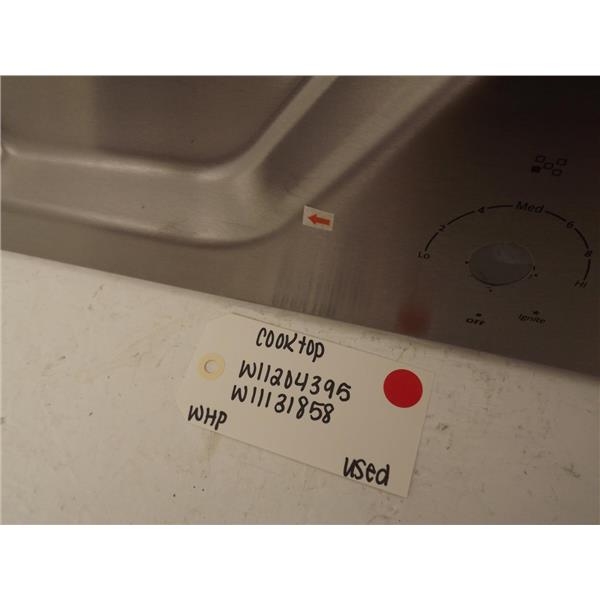 2 4 Med 6 8
LO HI
OFF Ignite
cooktop
W11204395
W11131858
WHP
used